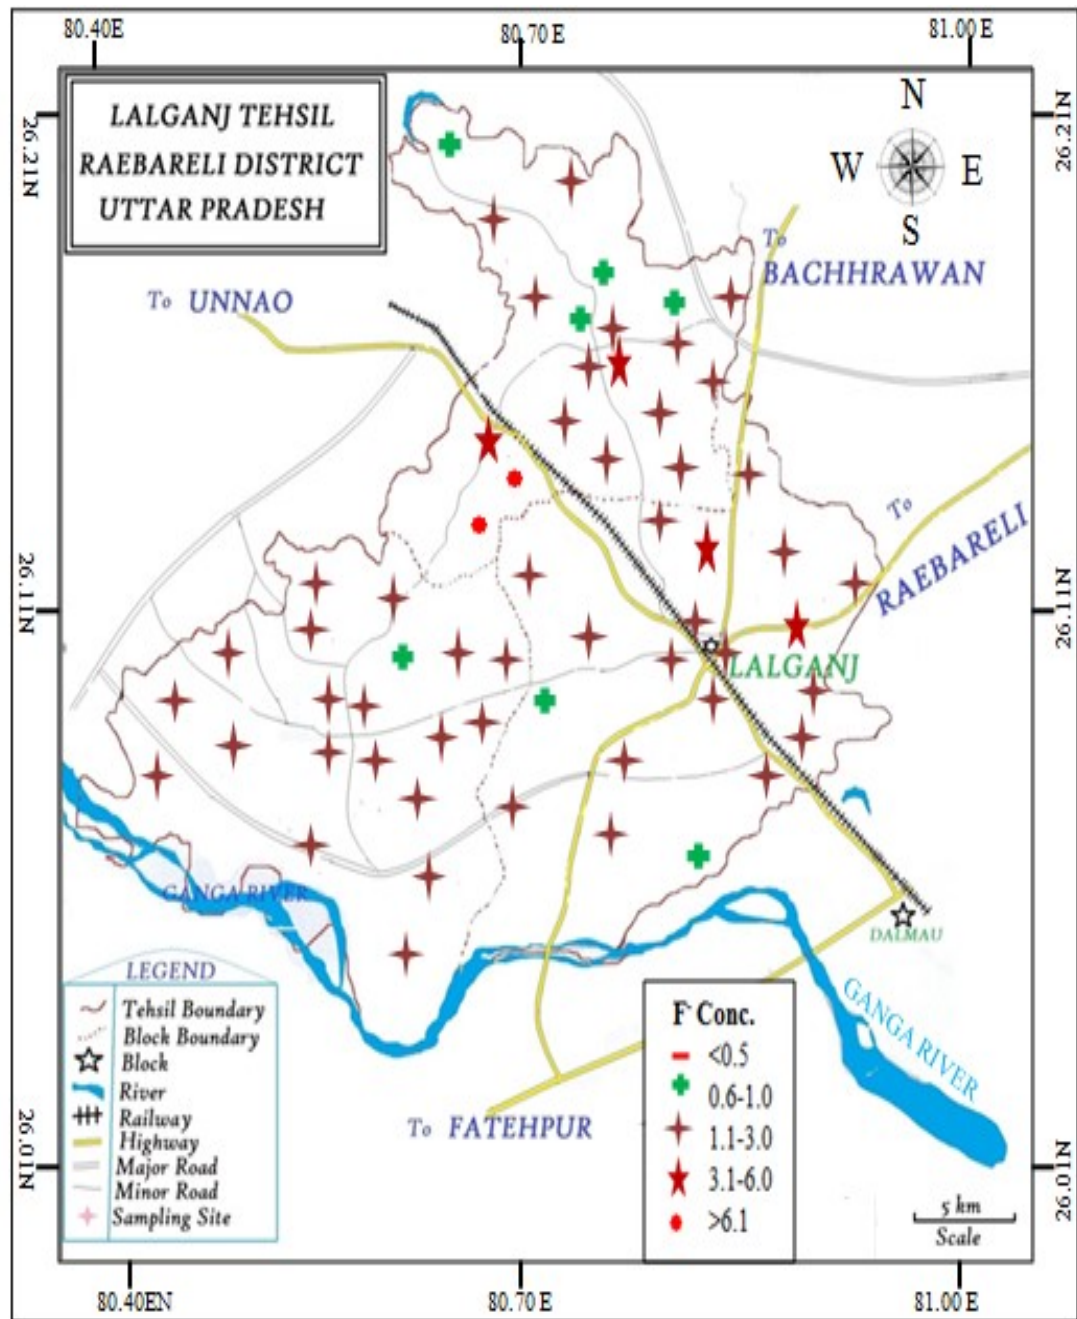 80.40E
80.70 E
81.00 E
26.21N
26.21N
LALGANJ TEHSIL
RAEBARELI DISTRICT
UTTAR PRADESH
N
W
E
S
To
BACHHRAWAN
To UNNAO
To
RAEBARELI
26.11N
26.11N
LALGANJ
GANGA RIVER
DALMAU
GANGA RIVER
LEGEND
Tehsil Boundary
Block Boundary
Block
River
Railway
Highway
Major Road
Minor Road
Sampling Site
F- Conc.
<0.5
0.6-1.0
1.1-3.0
3.1-6.0
>6.1
To FATEHPUR
26.01N
26.01N
5 km
Scale
80.40EN
80.70 E
81.00 E